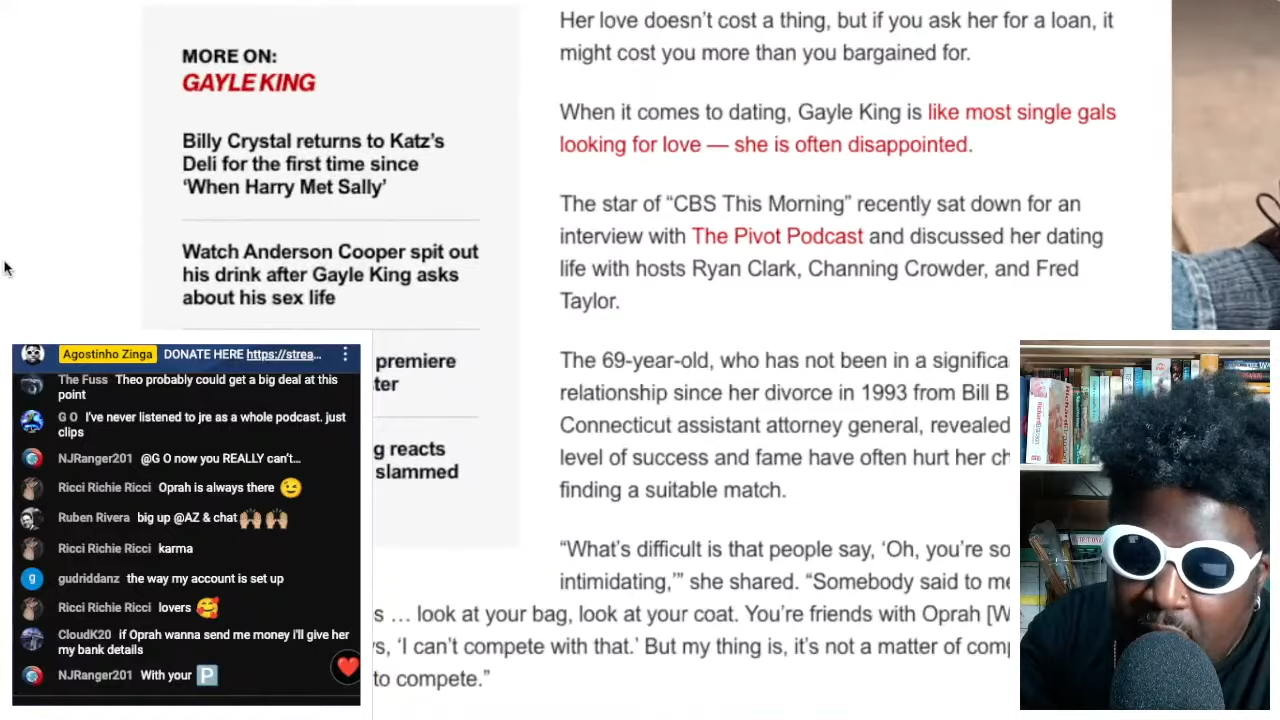 MORE ON:
GAYLE KING
Billy Crystal returns to Katz’s
Deli for the first time since
‘When Harry Met Sally’
Watch Anderson Cooper spit out
his drink after Gayle King asks
about his sex life
premiere
g reacts
slammed
Her love doesn’t cost a thing, but if you ask her for a loan, it
might cost you more than you bargained for.
When it comes to dating, Gayle King is like most single gals
looking for love — she is often disappointed.
The star of “CBS This Morning” recently sat down for an
interview with The Pivot Podcast and discussed her dating
life with hosts Ryan Clark, Channing Crowder, and Fred
Taylor.
The 69-year-old, who has not been in a significa
relationship since her divorce in 1993 from Bill B
Connecticut assistant attorney general, revealed
level of success and fame have often hurt her ch
finding a suitable match.
“What’s difficult is that people say, ‘Oh, you’re so
intimidating,’” she shared. “Somebody said to me
s … look at your bag, look at your coat. You’re friends with Oprah [W
‘I can’t compete with that.’ But my thing is, it’s not a matter of com
to compete.”
Agostinho Zinga DONATE HERE https://strea...
The Fuss Theo probably could get a big deal at this
point
G O I’ve never listened to jre as a whole podcast. just
clips
NJRanger201 @G O now you REALLY can’t...
Ricci Richie Ricci Oprah is always there 😉
Ruben Rivera big up @AZ & chat 🙌🏽 🙌🏽
Ricci Richie Ricci karma
g gudriddanz the way my account is set up
Ricci Richie Ricci lovers 🥰
CloudK20 if Oprah wanna send me money i’ll give her
my bank details
NJRanger201 With your 🅿️